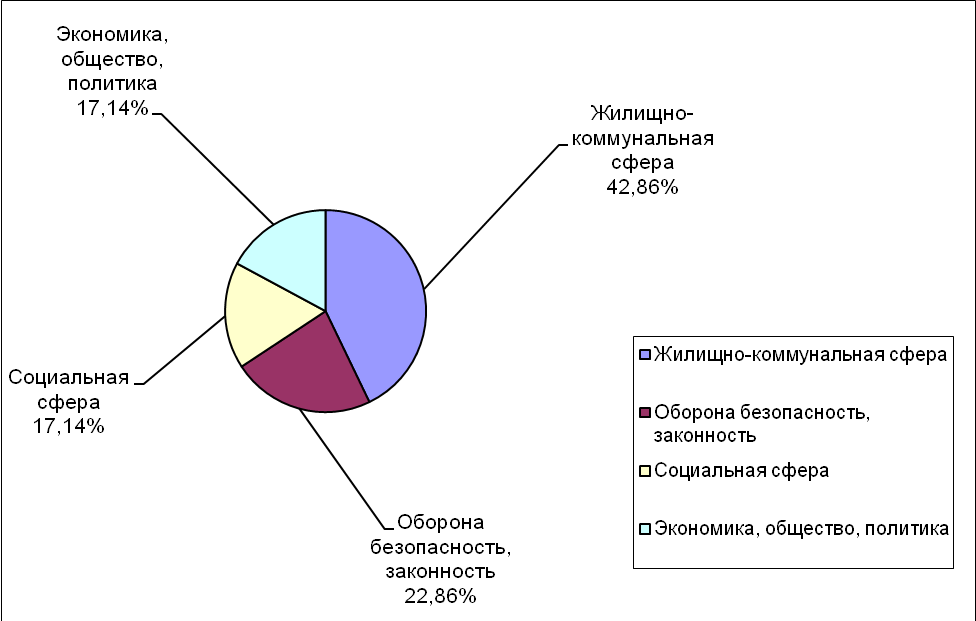 Экономика,
общество,
политика
17,14%
Жилищно-
коммунальная
сфера
42,86%
Социальная
сфера
17,14%
Оборона
безопасность,
законность
22,86%
Жилищно-коммунальная сфера
Оборона безопасность,
законность
Социальная сфера
Экономика, общество, политика